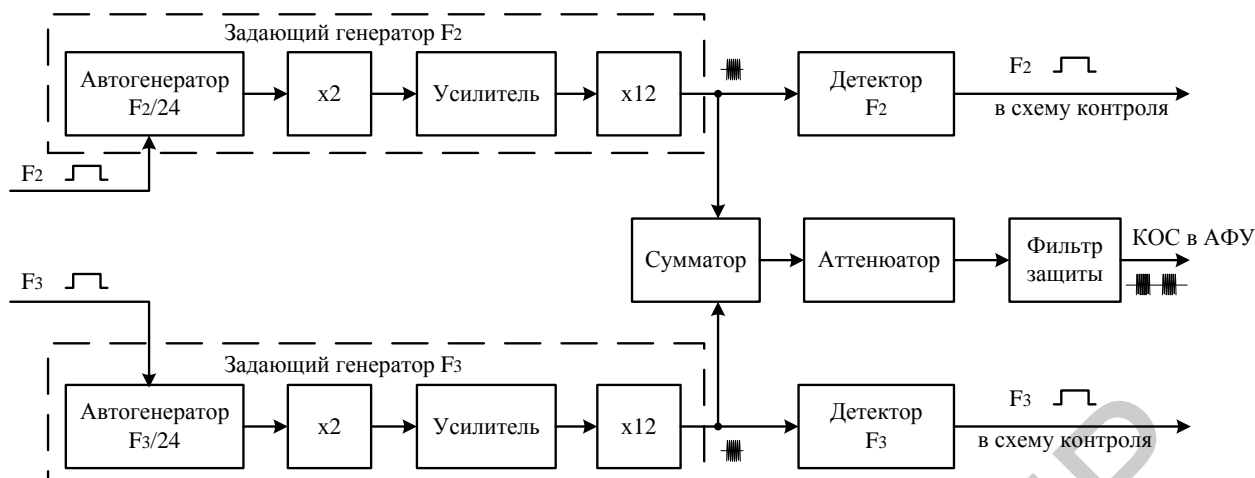 Задающий генератор F2
Автогенератор
F2/24
x2
Усилитель
x12
Детектор
F2
F2
в схему контроля
F2
Сумматор
Аттенюатор
Фильтр
защиты
КОС в АФУ
F3
Задающий генератор F3
Автогенератор
F3/24
x2
Усилитель
x12
Детектор
F3
F3
в схему контроля